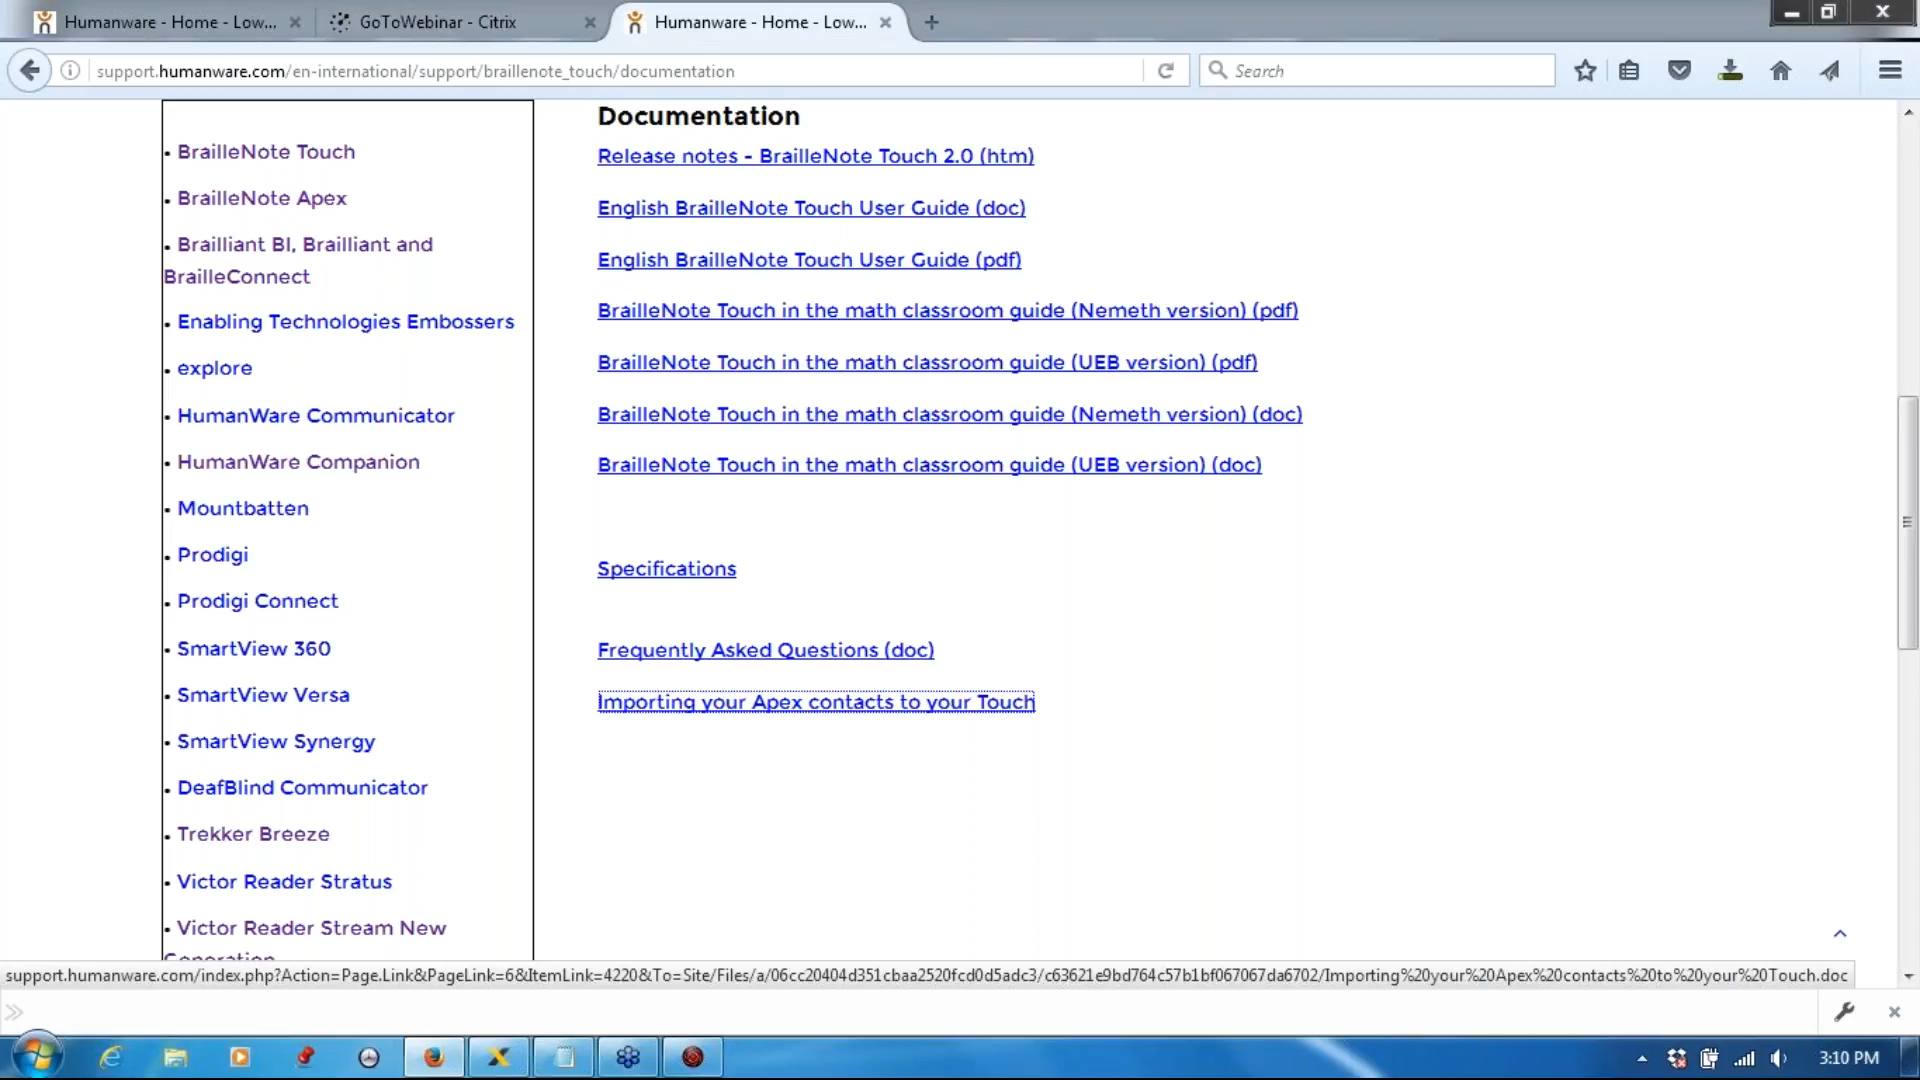 Humanware - Home - Low...
GoToWebinar - Citrix
Humanware - Home - Low...
support.humanware.com/en-international/support/braillenote_touch/documentation
Search
• BrailleNote Touch
• BrailleNote Apex
• Brailliant BI, Brailliant and
BrailleConnect
• Enabling Technologies Embossers
• explore
• HumanWare Communicator
• HumanWare Companion
• Mountbatten
• Prodigi
• Prodigi Connect
• SmartView 360
• SmartView Versa
• SmartView Synergy
• DeafBlind Communicator
• Trekker Breeze
• Victor Reader Stratus
• Victor Reader Stream New
Generation
Documentation
Release notes - BrailleNote Touch 2.0 (htm)
English BrailleNote Touch User Guide (doc)
English BrailleNote Touch User Guide (pdf)
BrailleNote Touch in the math classroom guide (Nemeth version) (pdf)
BrailleNote Touch in the math classroom guide (UEB version) (pdf)
BrailleNote Touch in the math classroom guide (Nemeth version) (doc)
BrailleNote Touch in the math classroom guide (UEB version) (doc)
Specifications
Frequently Asked Questions (doc)
Importing your Apex contacts to your Touch
support.humanware.com/index.php?Action=Page.Link&PageLink=6&ItemLink=4220&To=Site/Files/a/06cc20404d351cbaa2520fcd0d5adc3/c63621e9bd764c57b1bf067067da6702/Importing%20your%20Apex%20contacts%20to%20your%20Touch.doc
3:10 PM